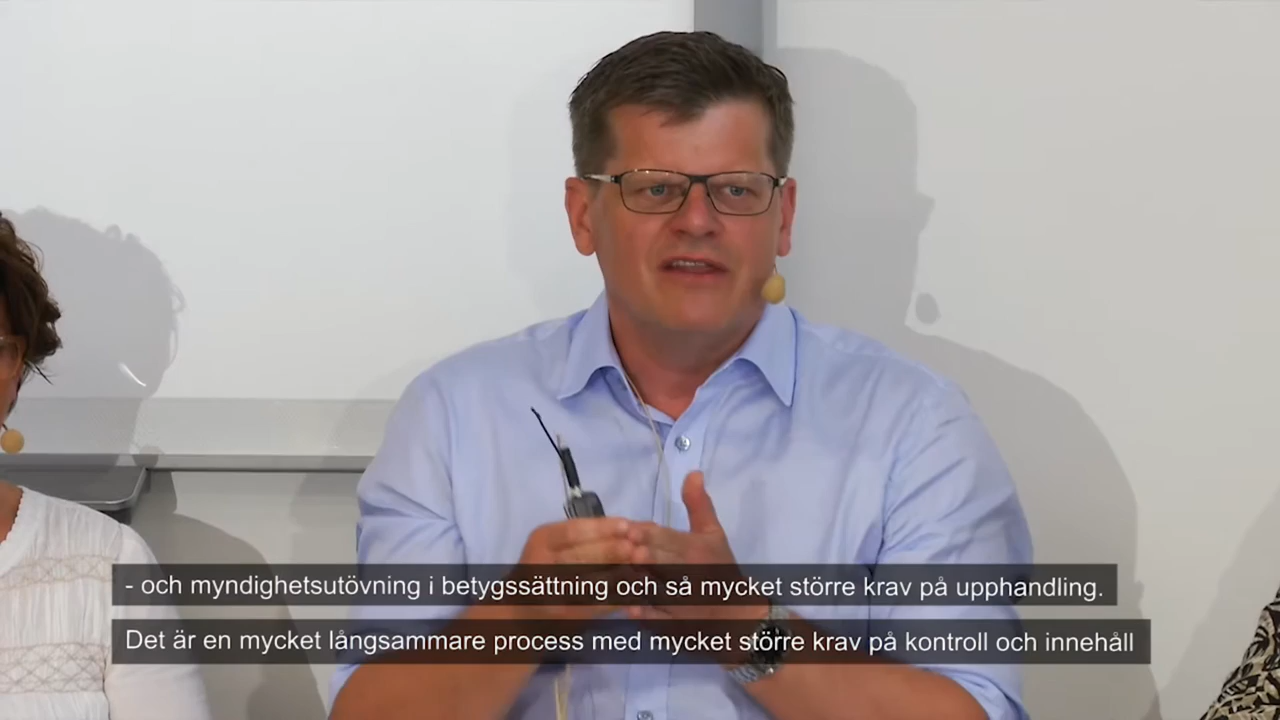 - och myndighetsutövning i betygssättning och så mycket större krav på upphandling.
Det är en mycket långsammare process med mycket större krav på kontroll och innehåll